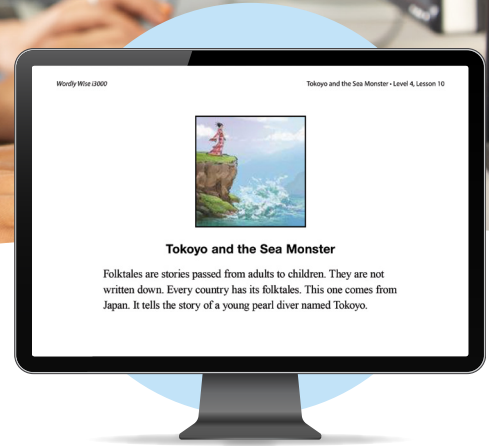 Wordly Wise i3000
Tokoyo and the Sea Monster • Level 4, Lesson 10
Tokoyo and the Sea Monster
Folktales are stories passed from adults to children. They are not
written down. Every country has its folktales. This one comes from
Japan. It tells the story of a young pearl diver named Tokoyo.